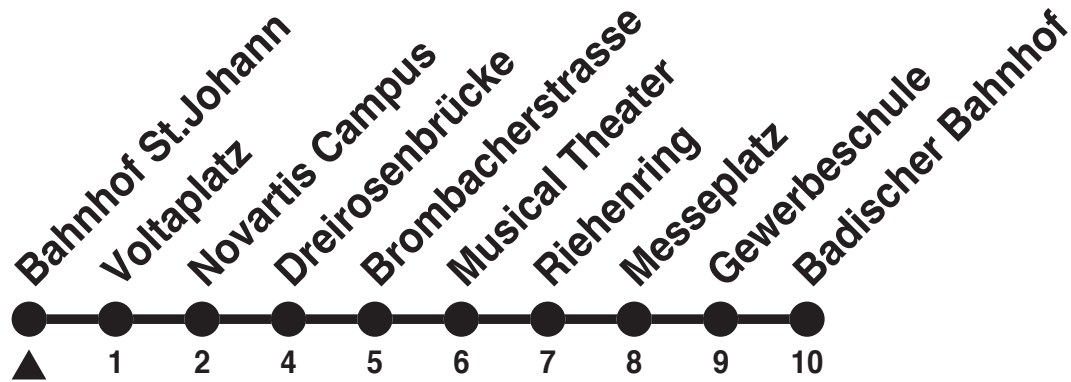 Bahnhof St.Johann
Voltaplatz
Novartis Campus
Dreirosenbrücke
Brombacherstrasse
Musical Theater
Riehenring
Messeplatz
Gewerbeschule
Badischer Bahnhof
1 2 4 5 6 7 8 9 10